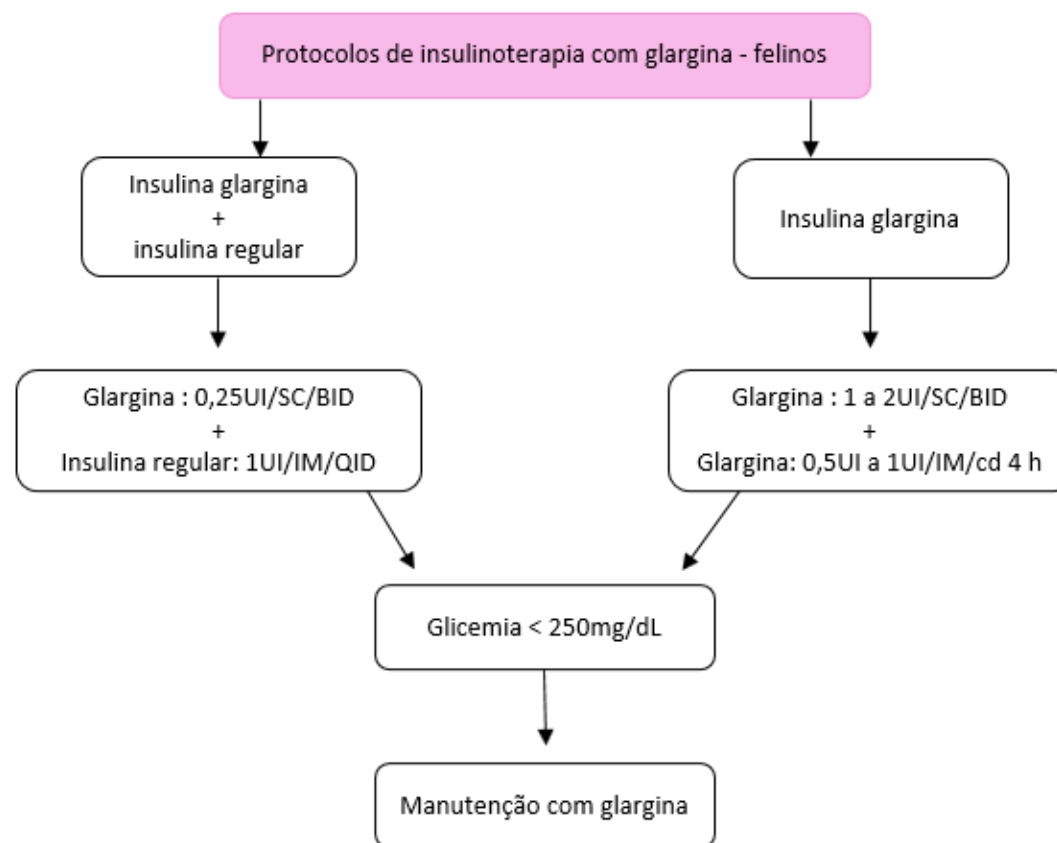 Protocolos de insulinoterapia com glargina - felinos
Insulina glargina
+
insulina regular
Insulina glargina
Glargina : 0,25UI/SC/BID
+
Insulina regular: 1UI/IM/QID
Glargina : 1 a 2UI/SC/BID
+
Glargina: 0,5UI a 1UI/IM/cd 4 h
Glicemia < 250mg/dL
Manutenção com glargina